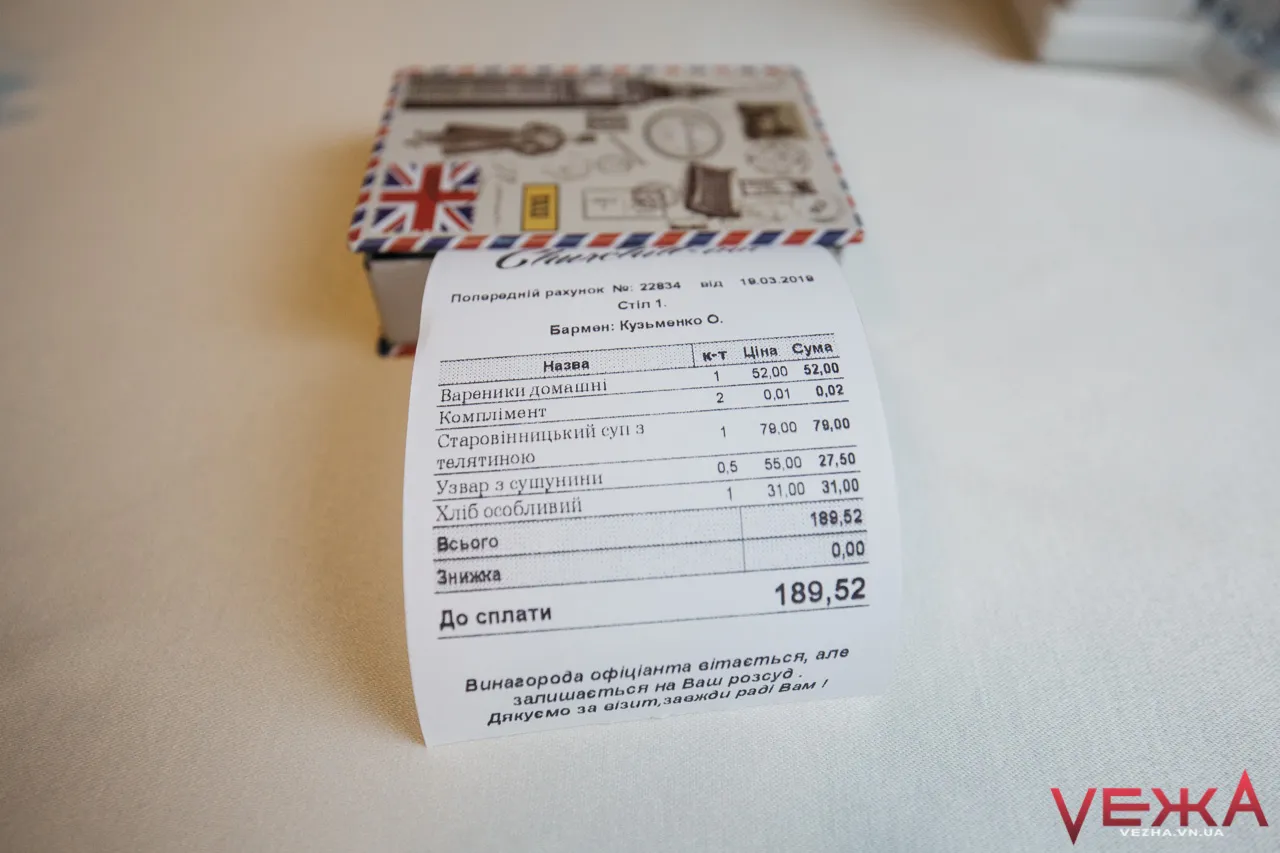 Попередній рахунок №: 22834 від 19.03.2019
Стіл 1.
Бармен: Кузьменко О.
Назва к-т Ціна Сума
Вареники домашні 1 52,00 52,00
Комплімент 2 0,01 0,02
Старовінницький суп з
телятиною 1 79,00 79,00
Узвар з сушунини 0,5 55,00 27,50
Хліб особливий 1 31,00 31,00
Всього 189,52
Знижка 0,00
До сплати 189,52
Винагорода офіціанта вітається, але
залишається на Ваш розсуд .
Дякуємо за візит,завжди раді Вам !
VЕЖА
VEZHA.VN.UA